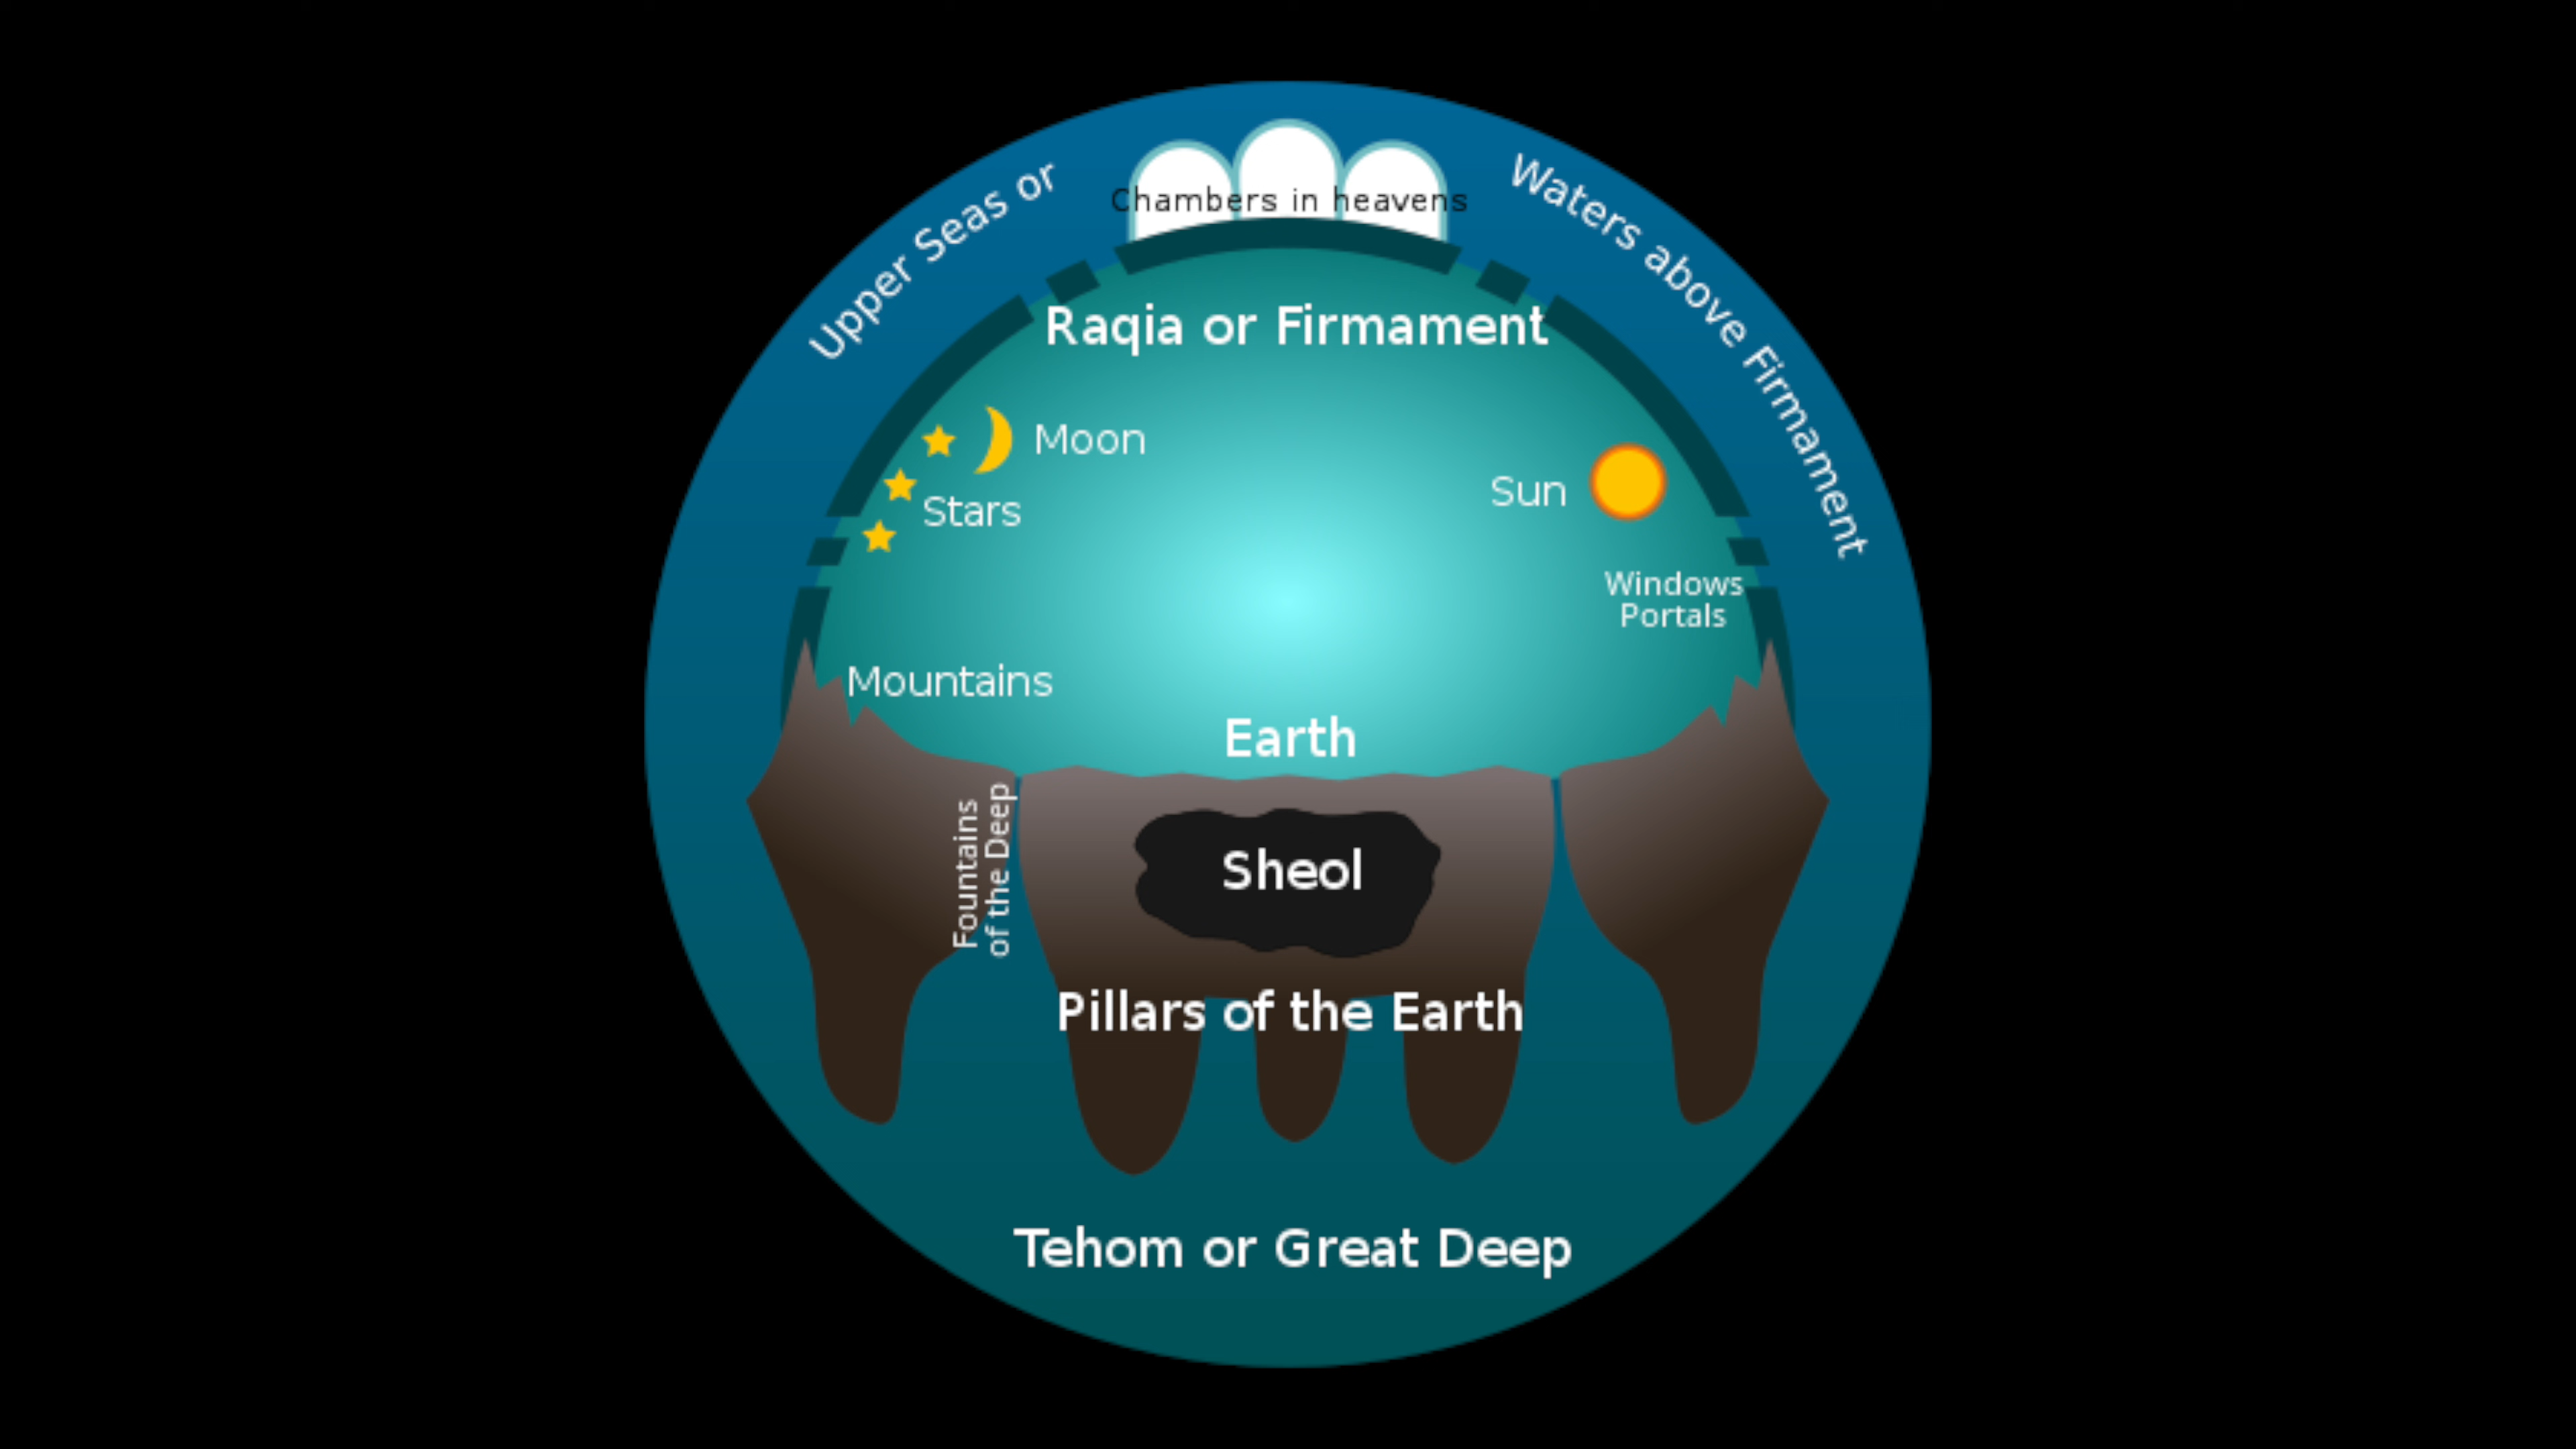 Upper Seas or
Waters above Firmament
Chambers in heavens
Raqia or Firmament
Moon
Stars
Sun
Windows
Portals
Mountains
Earth
Fountains
of the Deep
Sheol
Pillars of the Earth
Tehom or Great Deep